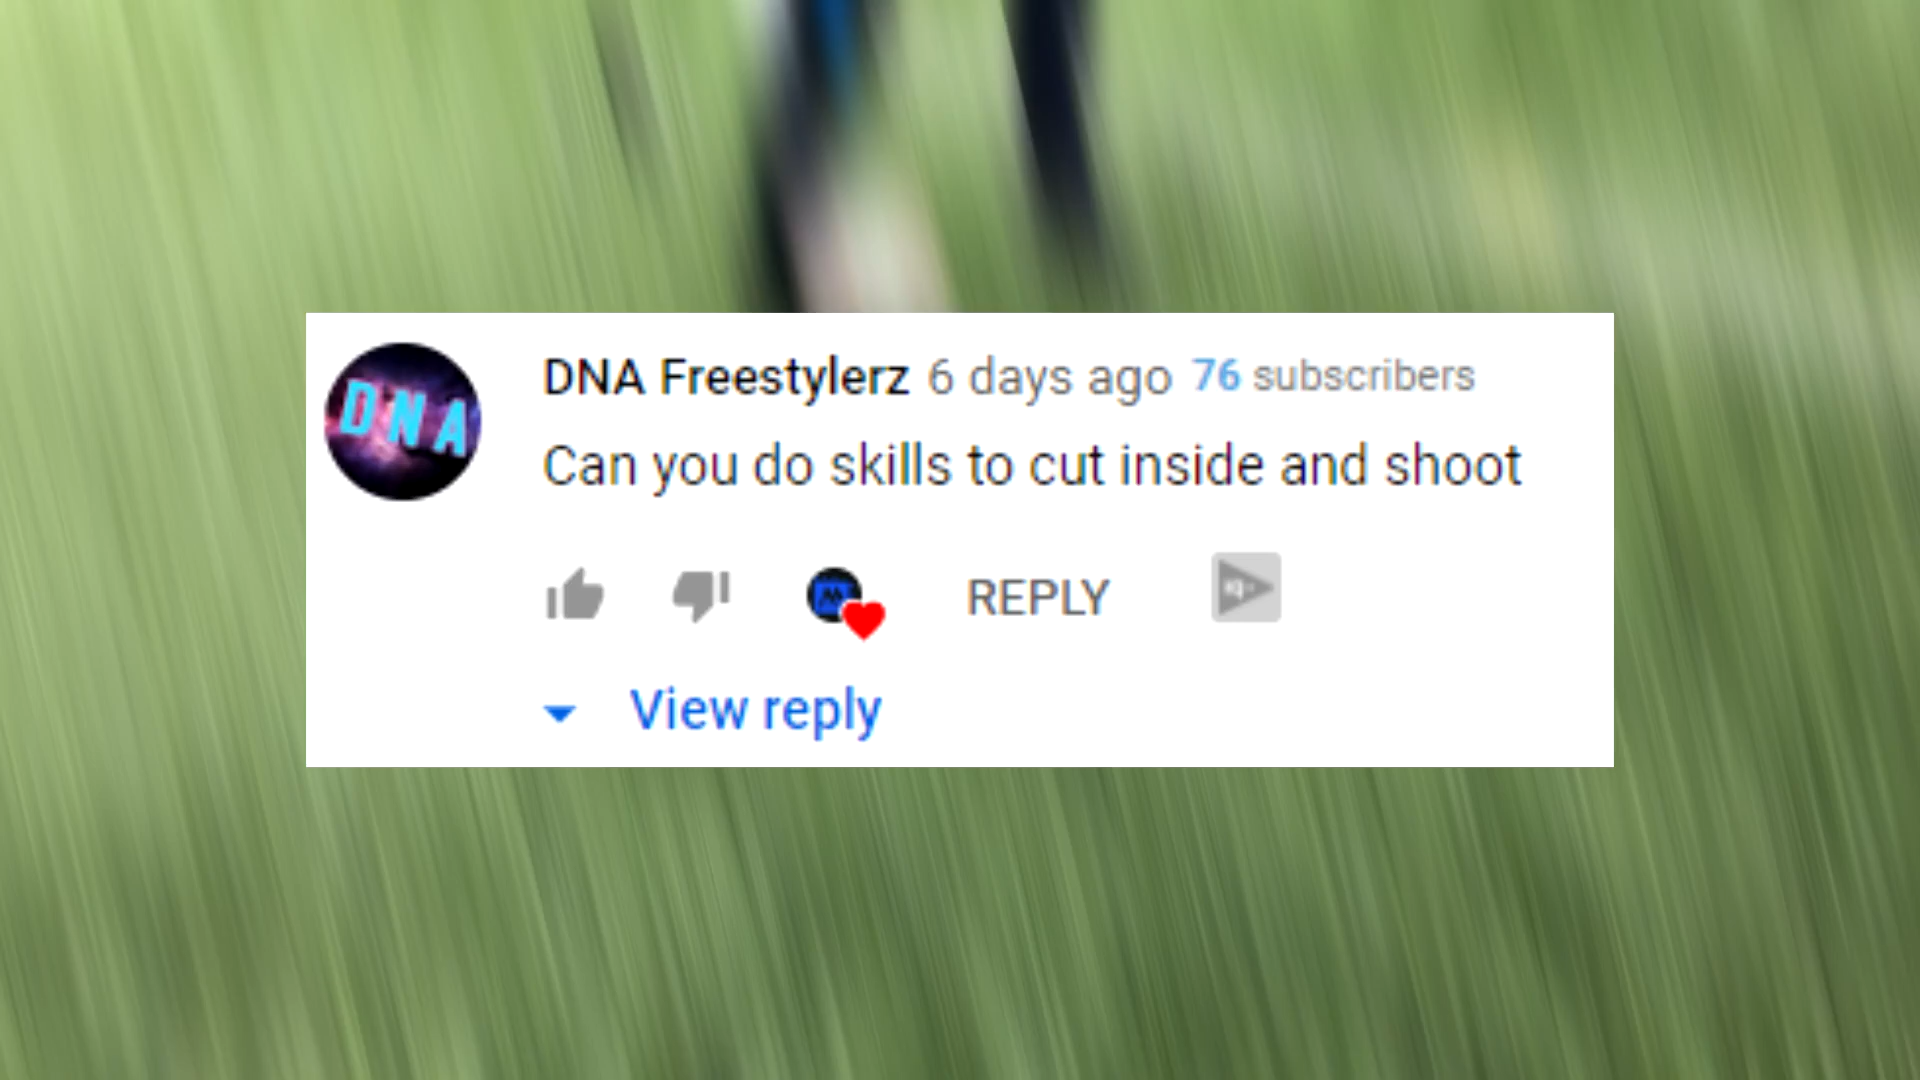 DNA
DNA Freestylerz 6 days ago 76 subscribers
Can you do skills to cut inside and shoot
REPLY
View reply